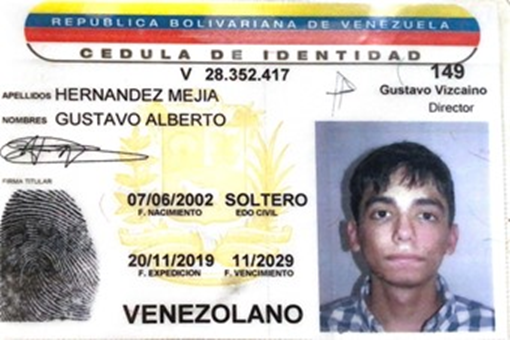 REPÚBLICA BOLIVARIANA DE VENEZUELA
CEDULA DE IDENTIDAD
V 28.352.417
149
APELLIDOS HERNANDEZ MEJIA
Gustavo Vizcaino
Director
NOMBRES GUSTAVO ALBERTO
FIRMA TITULAR
07/06/2002 SOLTERO
F. NACIMIENTO EDO CIVIL
20/11/2019 11/2029
F. EXPEDICION F. VENCIMIENTO
VENEZOLANO